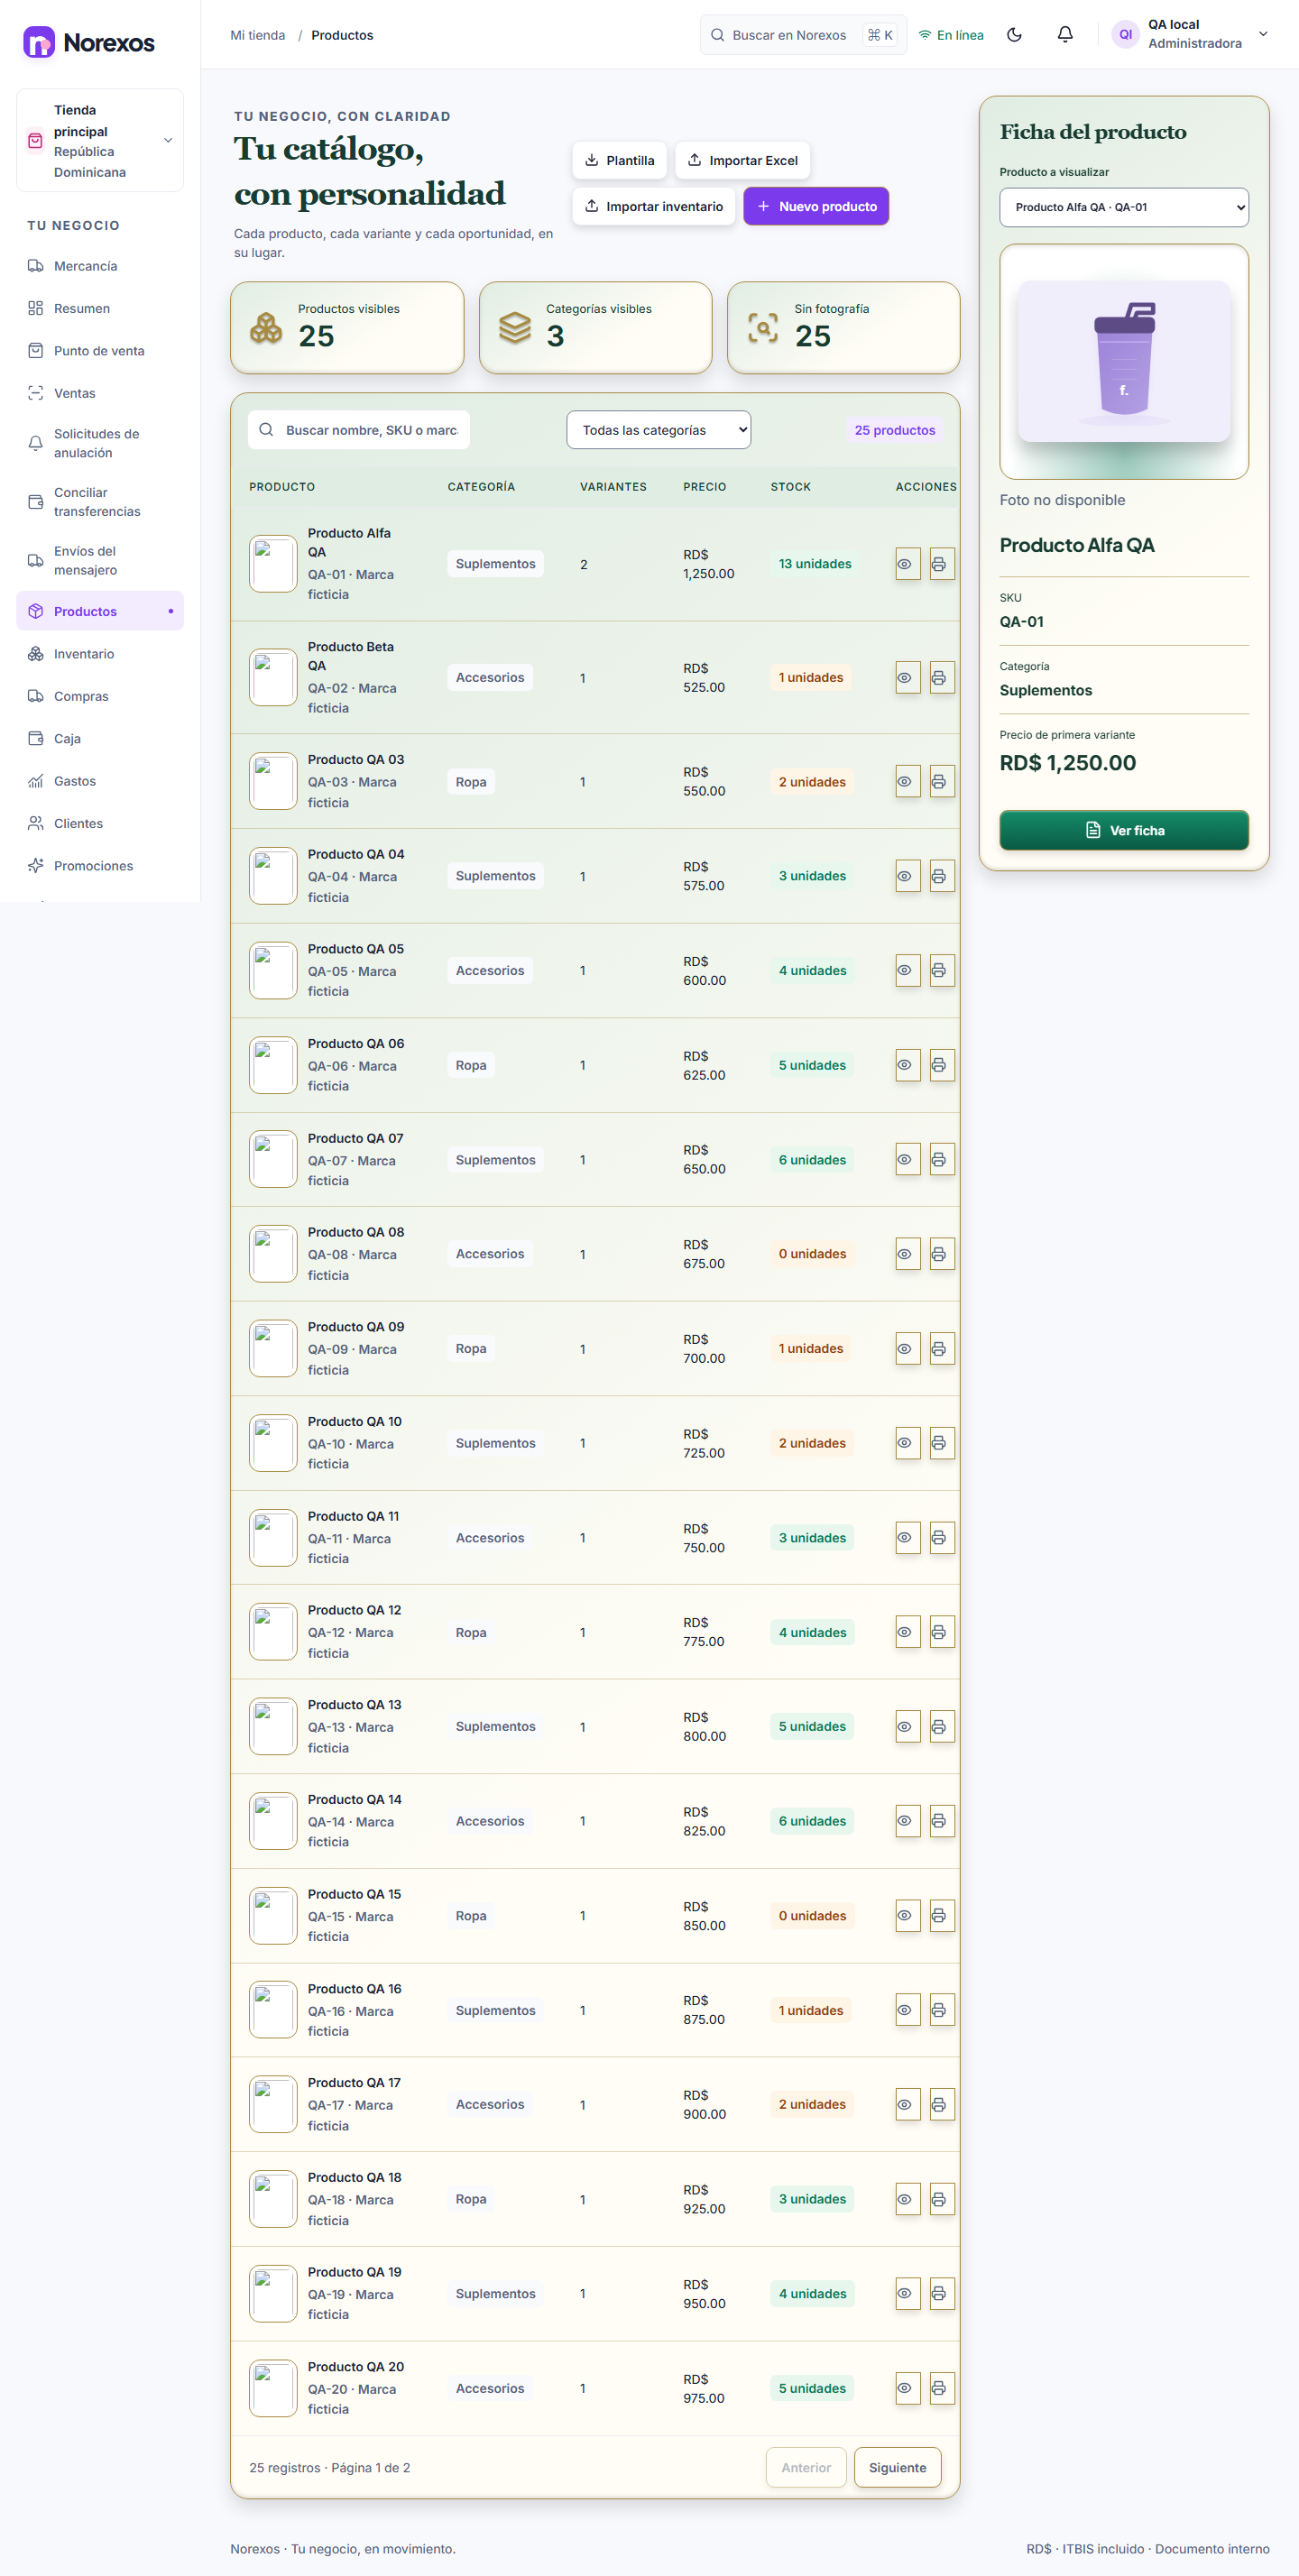 Norexos
Tienda
principal
República
Dominicana
TU NEGOCIO
Mercancía
Resumen
Punto de venta
Ventas
Solicitudes de
anulación
Conciliar
transferencias
Envíos del
mensajero
Productos
Inventario
Compras
Caja
Gastos
Clientes
Promociones
Mi tienda / Productos
Buscar en Norexos ⌘ K
En línea
QI
QA local
Administradora
TU NEGOCIO, CON CLARIDAD
Tu catálogo,
con personalidad
Cada producto, cada variante y cada oportunidad, en
su lugar.
Plantilla
Importar Excel
Importar inventario
Nuevo producto
Productos visibles
25
Categorías visibles
3
Sin fotografía
25
Buscar nombre, SKU o marc
Todas las categorías
25 productos
PRODUCTO CATEGORÍA VARIANTES PRECIO STOCK ACCIONES
Producto Alfa
QA
QA-01 · Marca
ficticia
Suplementos
2
RD$
1,250.00
13 unidades
Producto Beta
QA
QA-02 · Marca
ficticia
Accesorios
1
RD$
525.00
1 unidades
Producto QA 03
QA-03 · Marca
ficticia
Ropa
1
RD$
550.00
2 unidades
Producto QA 04
QA-04 · Marca
ficticia
Suplementos
1
RD$
575.00
3 unidades
Producto QA 05
QA-05 · Marca
ficticia
Accesorios
1
RD$
600.00
4 unidades
Producto QA 06
QA-06 · Marca
ficticia
Ropa
1
RD$
625.00
5 unidades
Producto QA 07
QA-07 · Marca
ficticia
Suplementos
1
RD$
650.00
6 unidades
Producto QA 08
QA-08 · Marca
ficticia
Accesorios
1
RD$
675.00
0 unidades
Producto QA 09
QA-09 · Marca
ficticia
Ropa
1
RD$
700.00
1 unidades
Producto QA 10
QA-10 · Marca
ficticia
Suplementos
1
RD$
725.00
2 unidades
Producto QA 11
QA-11 · Marca
ficticia
Accesorios
1
RD$
750.00
3 unidades
Producto QA 12
QA-12 · Marca
ficticia
Ropa
1
RD$
775.00
4 unidades
Producto QA 13
QA-13 · Marca
ficticia
Suplementos
1
RD$
800.00
5 unidades
Producto QA 14
QA-14 · Marca
ficticia
Accesorios
1
RD$
825.00
6 unidades
Producto QA 15
QA-15 · Marca
ficticia
Ropa
1
RD$
850.00
0 unidades
Producto QA 16
QA-16 · Marca
ficticia
Suplementos
1
RD$
875.00
1 unidades
Producto QA 17
QA-17 · Marca
ficticia
Accesorios
1
RD$
900.00
2 unidades
Producto QA 18
QA-18 · Marca
ficticia
Ropa
1
RD$
925.00
3 unidades
Producto QA 19
QA-19 · Marca
ficticia
Suplementos
1
RD$
950.00
4 unidades
Producto QA 20
QA-20 · Marca
ficticia
Accesorios
1
RD$
975.00
5 unidades
25 registros · Página 1 de 2
Anterior
Siguiente
Ficha del producto
Producto a visualizar
Producto Alfa QA · QA-01
f.
Foto no disponible
Producto Alfa QA
SKU
QA-01
Categoría
Suplementos
Precio de primera variante
RD$ 1,250.00
Ver ficha
Norexos · Tu negocio, en movimiento.
RD$ · ITBIS incluido · Documento interno